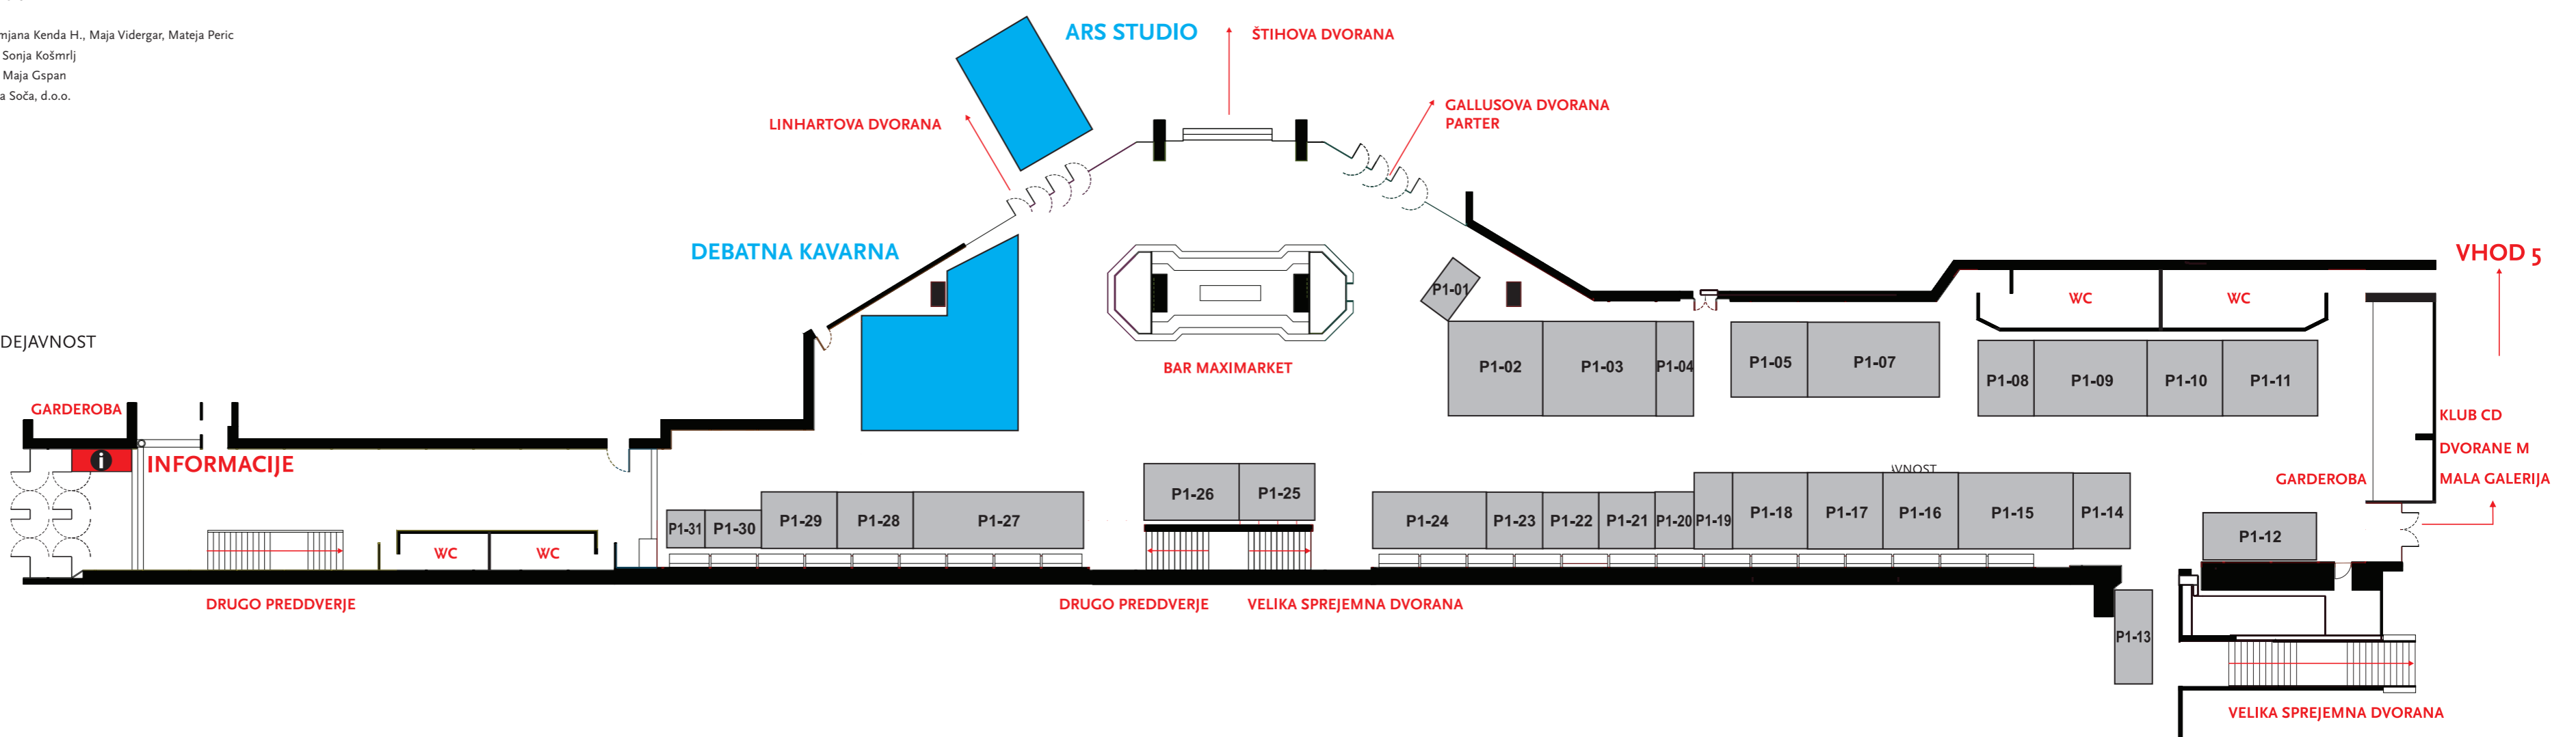 mjana Kenda H., Maja Vidergar, Mateja Peric
Sonja Košmrlj
Maja Gspan
a Soča, d.o.o.
ARS STUDIO
ŠTIHOVA DVORANA
LINHARTOVA DVORANA
GALLUSOVA DVORANA
PARTER
DEBATNA KAVARNA
VHOD 5
P1-01
WC
WC
DEJAVNOST
BAR MAXIMARKET
P1-02
P1-03
P1-04
P1-05
P1-07
P1-08
P1-09
P1-10
P1-11
GARDEROBA
KLUB CD
DVORANE M
MALA GALERIJA
i
INFORMACIJE
AVNOST
GARDEROBA
P1-31
P1-30
P1-29
P1-28
P1-27
P1-26
P1-25
P1-24
P1-23
P1-22
P1-21
P1-20
P1-19
P1-18
P1-17
P1-16
P1-15
P1-14
P1-12
WC
WC
DRUGO PREDDVERJE
DRUGO PREDDVERJE
VELIKA SPREJEMNA DVORANA
P1-13
VELIKA SPREJEMNA DVORANA